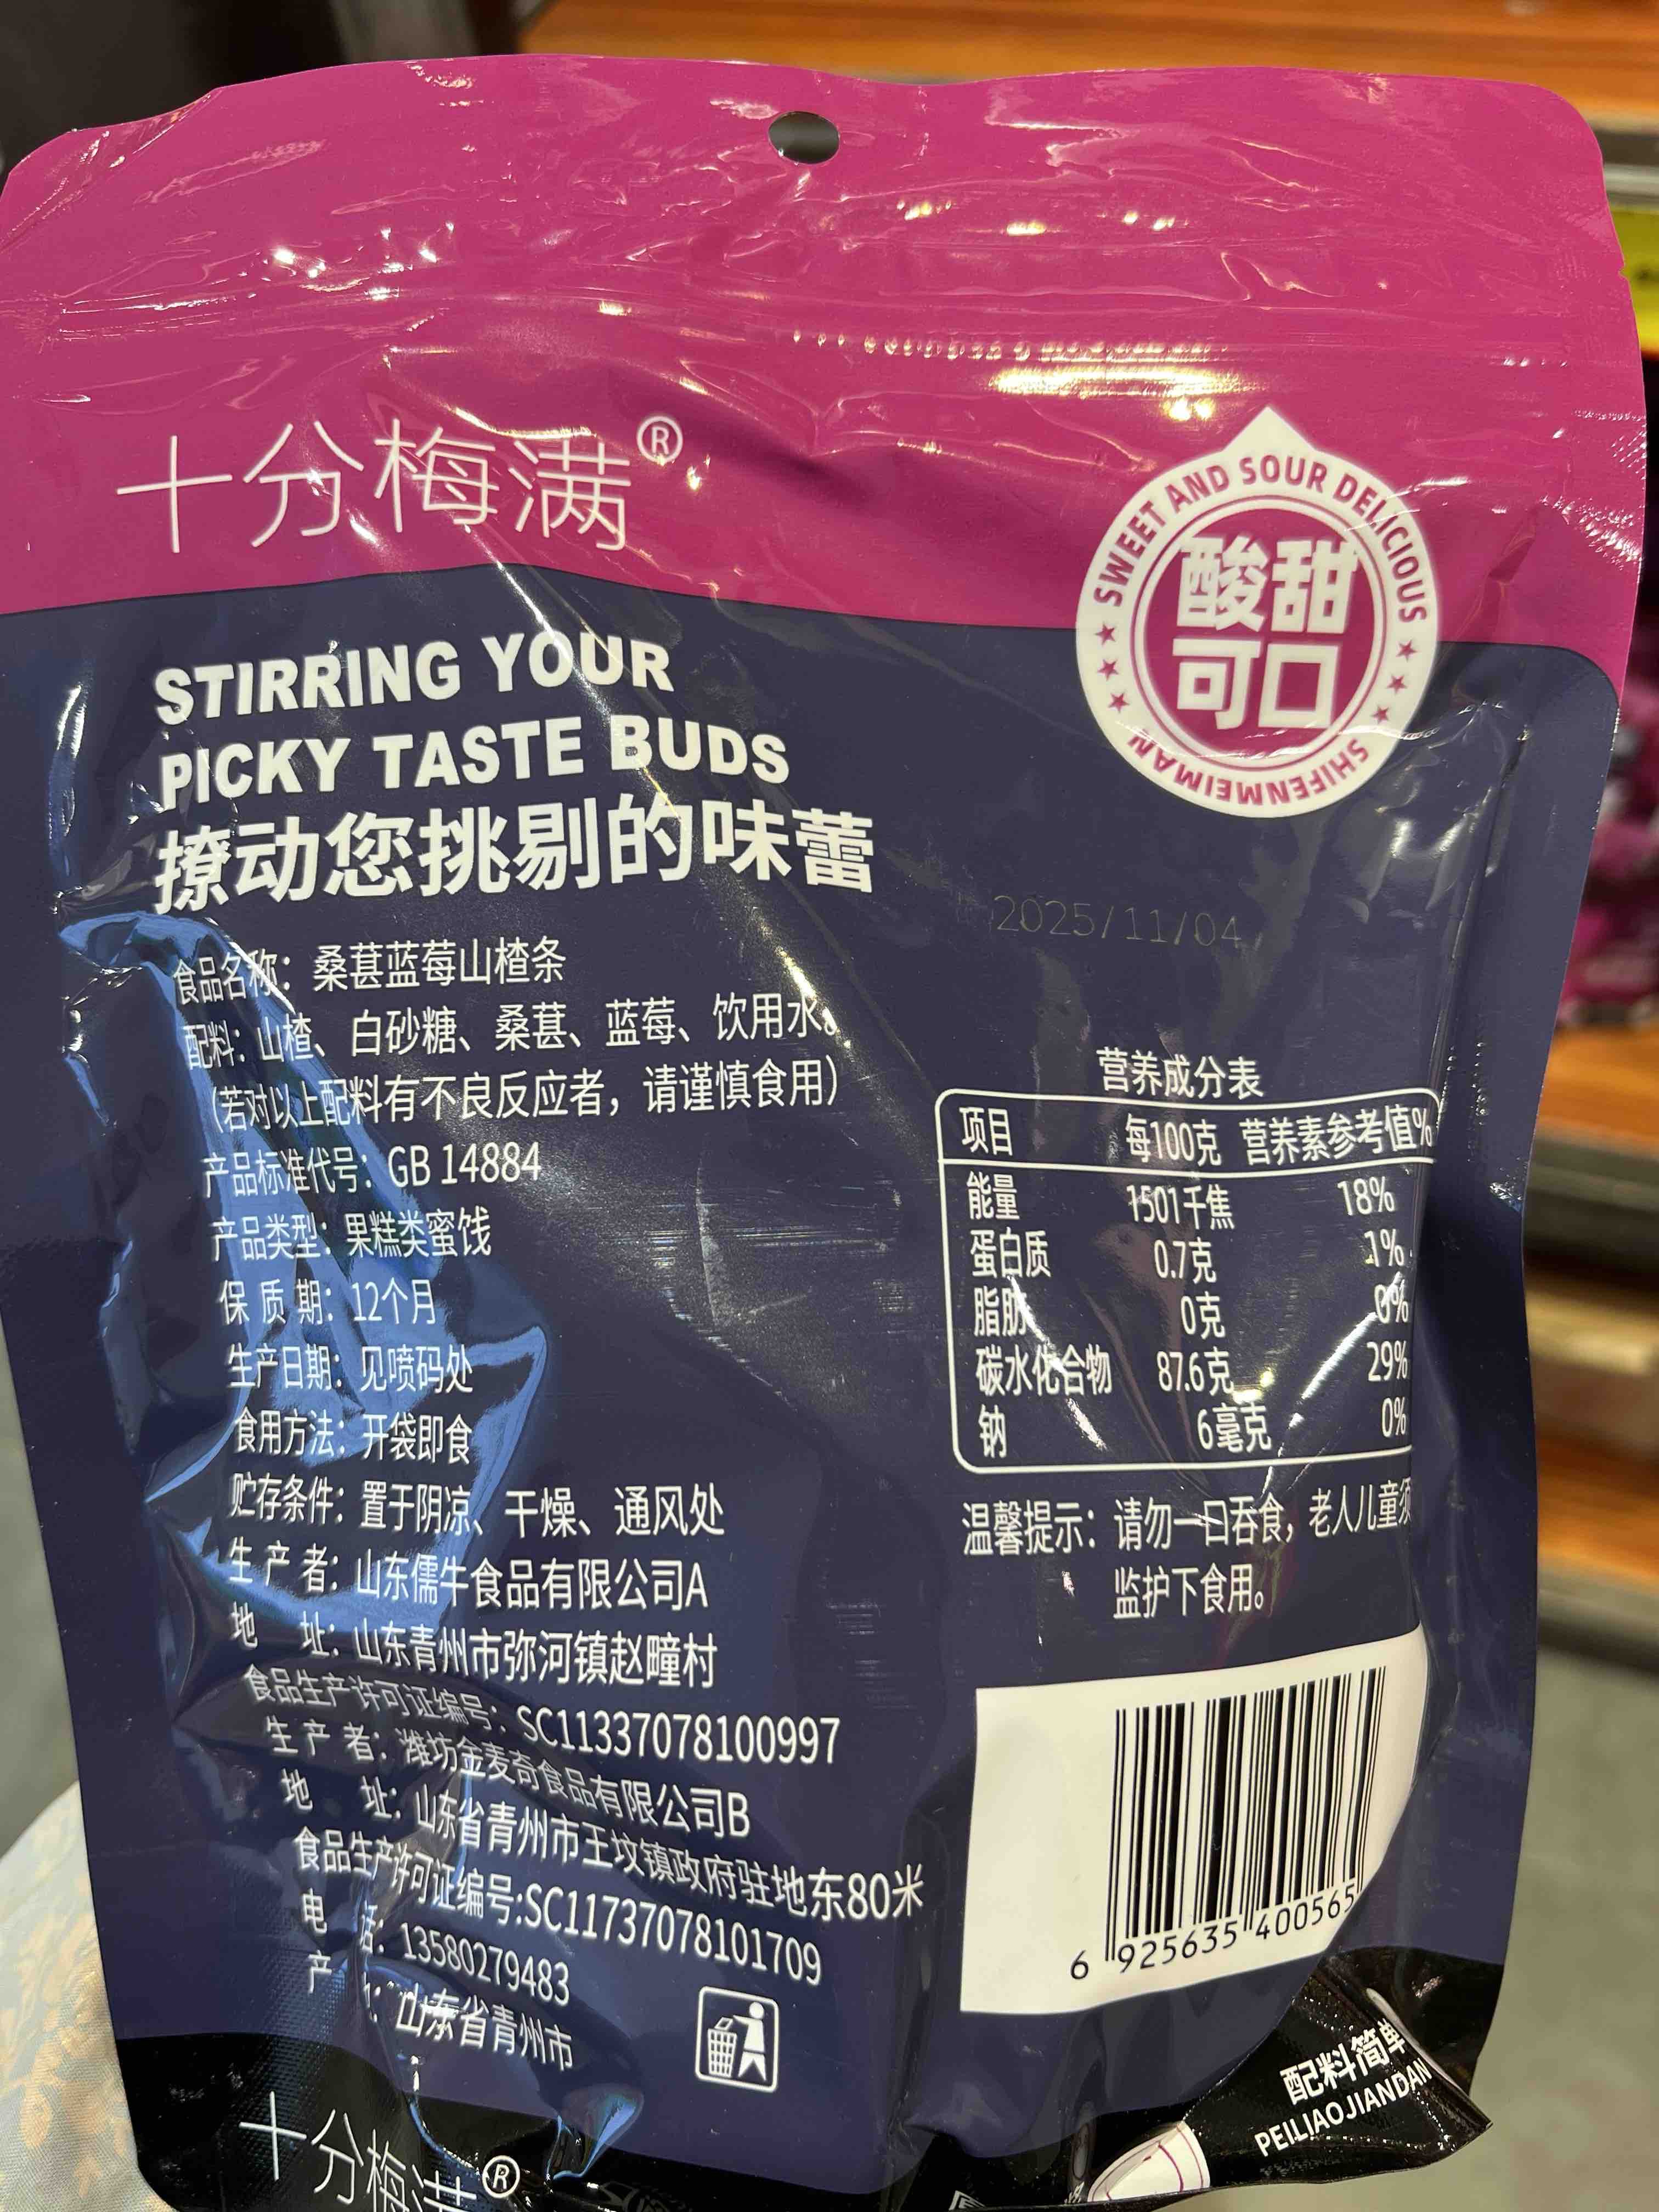 十分梅满®
SWEET AND SOUR DELICIOUS
酸甜
可口
SHIFENMEIMAN
STIRRING YOUR
PICKY TASTE BUDS
撩动您挑剔的味蕾
2025/11/04
食品名称：桑葚蓝莓山楂条
配料：山楂、白砂糖、桑葚、蓝莓、饮用水。
（若对以上配料有不良反应者，请谨慎食用）
产品标准代号：GB 14884
产品类型：果糕类蜜饯
保质期：12个月
生产日期：见喷码处
食用方法：开袋即食
贮存条件：置于阴凉、干燥、通风处
生产者：山东儒牛食品有限公司A
地址：山东青州市弥河镇赵疃村
食品生产许可证编号：SC11337078100997
生产者：潍坊金麦奇食品有限公司B
地址：山东省青州市王坟镇政府驻地东80米
食品生产许可证编号:SC11737078101709
电话：13580279483
产：山东省青州市
营养成分表
项目 每100克 营养素参考值%
能量 1501千焦 18%
蛋白质 0.7克 1%
脂肪 0克 0%
碳水化合物 87.6克 29%
钠 6毫克 0%
温馨提示：请勿一口吞食，老人儿童须
监护下食用。
6 925635 400565
配料简单
PEILIAOJIANDAN
十分梅满®